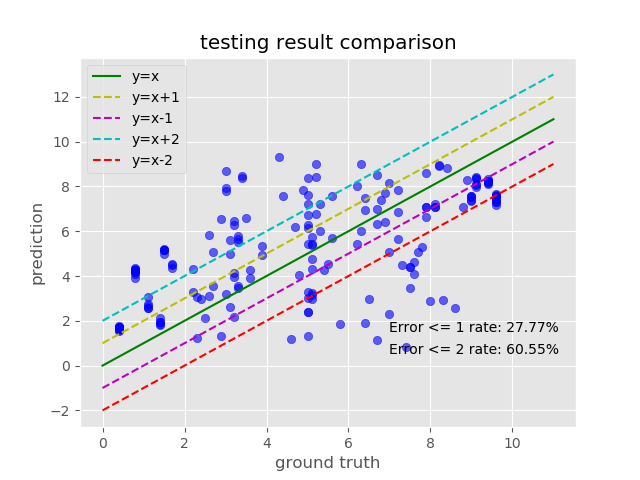 testing result comparison
y=x
y=x+1
y=x-1
y=x+2
y=x-2
12
10
8
6
4
2
0
−2
prediction
Error <= 1 rate: 27.77%
Error <= 2 rate: 60.55%
0 2 4 6 8 10
ground truth